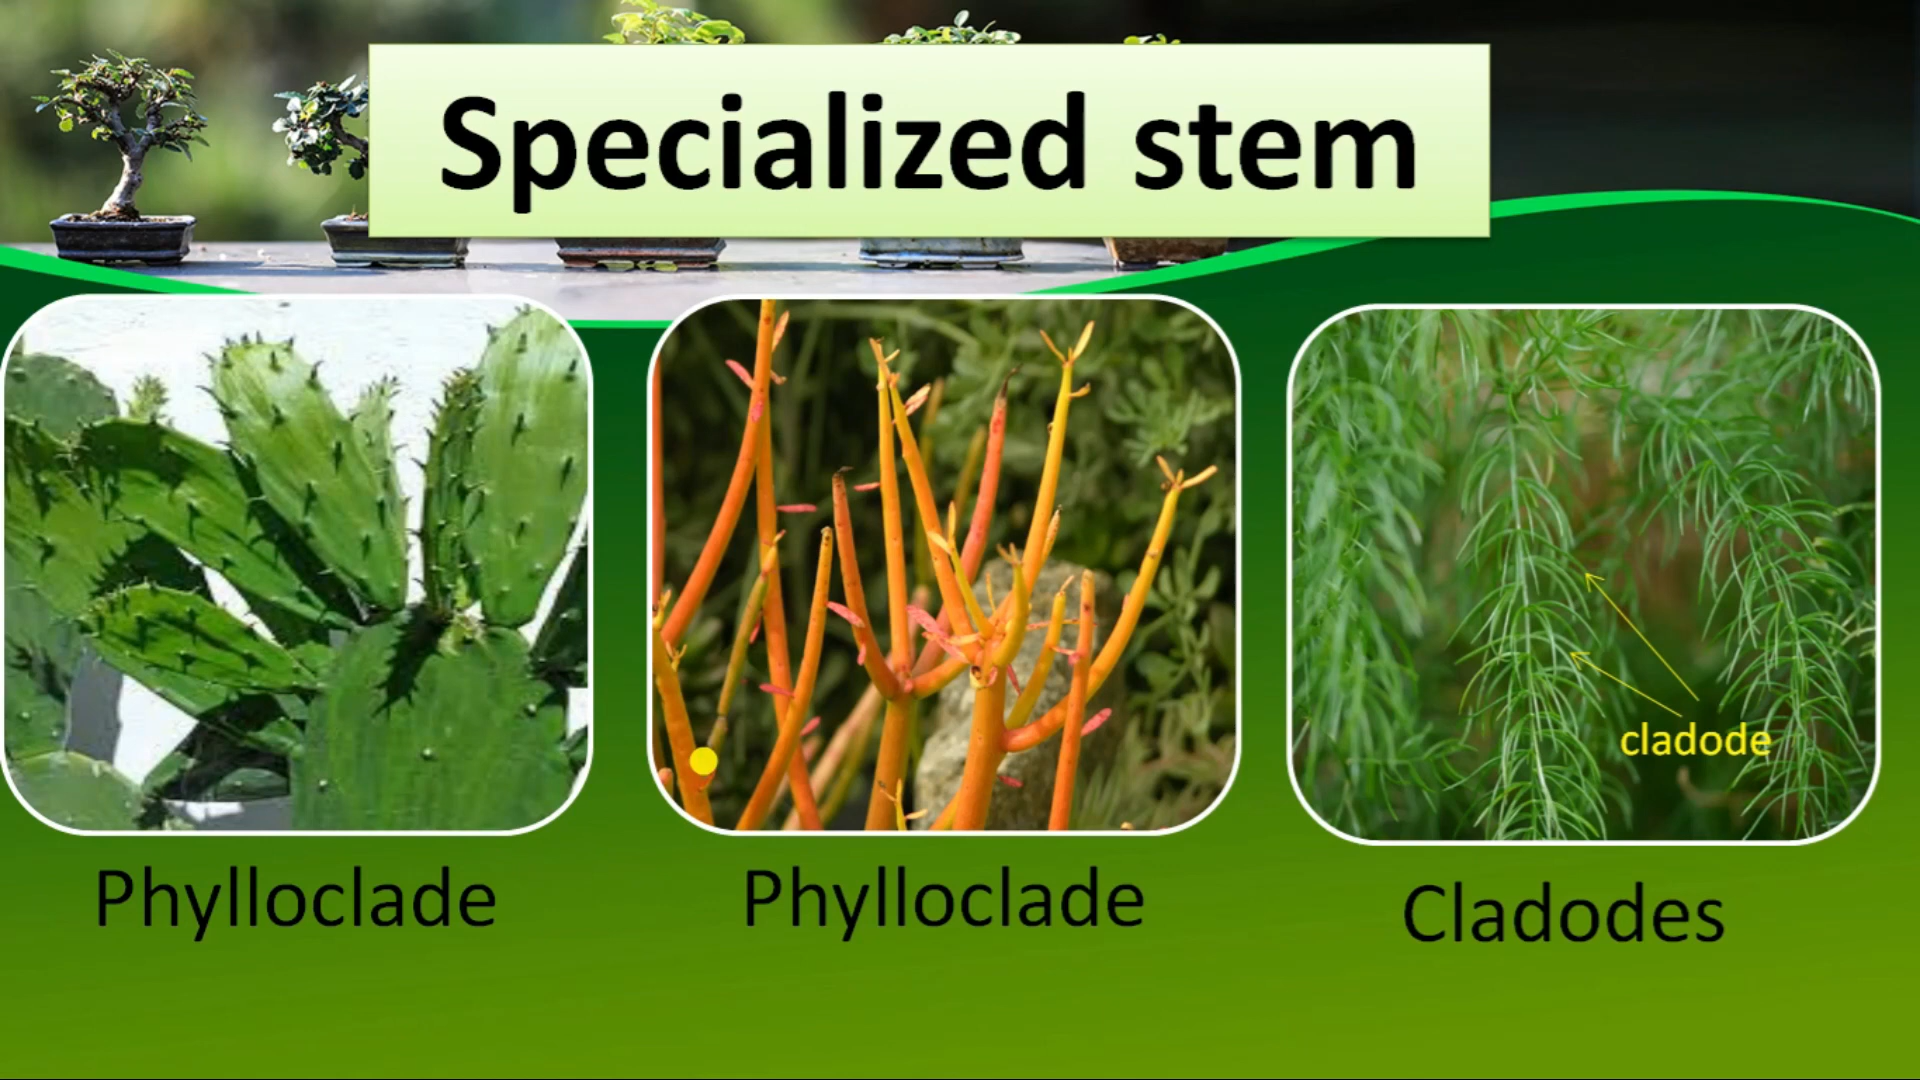 Specialized stem
cladode
Phylloclade
Phylloclade
Cladodes